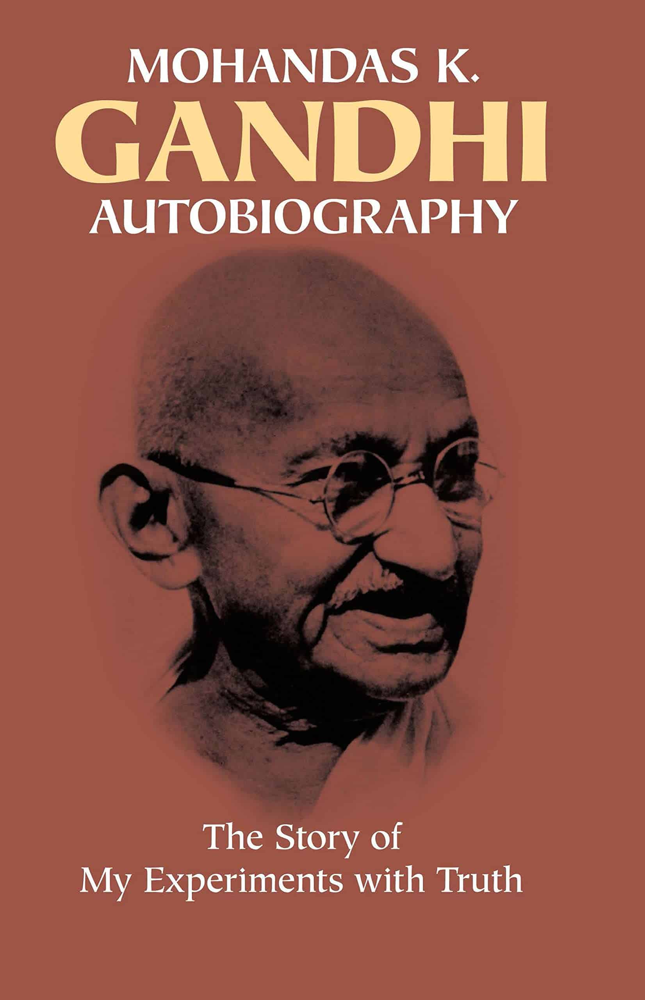 MOHANDAS K.
GANDHI
AUTOBIOGRAPHY
The Story of
My Experiments with Truth